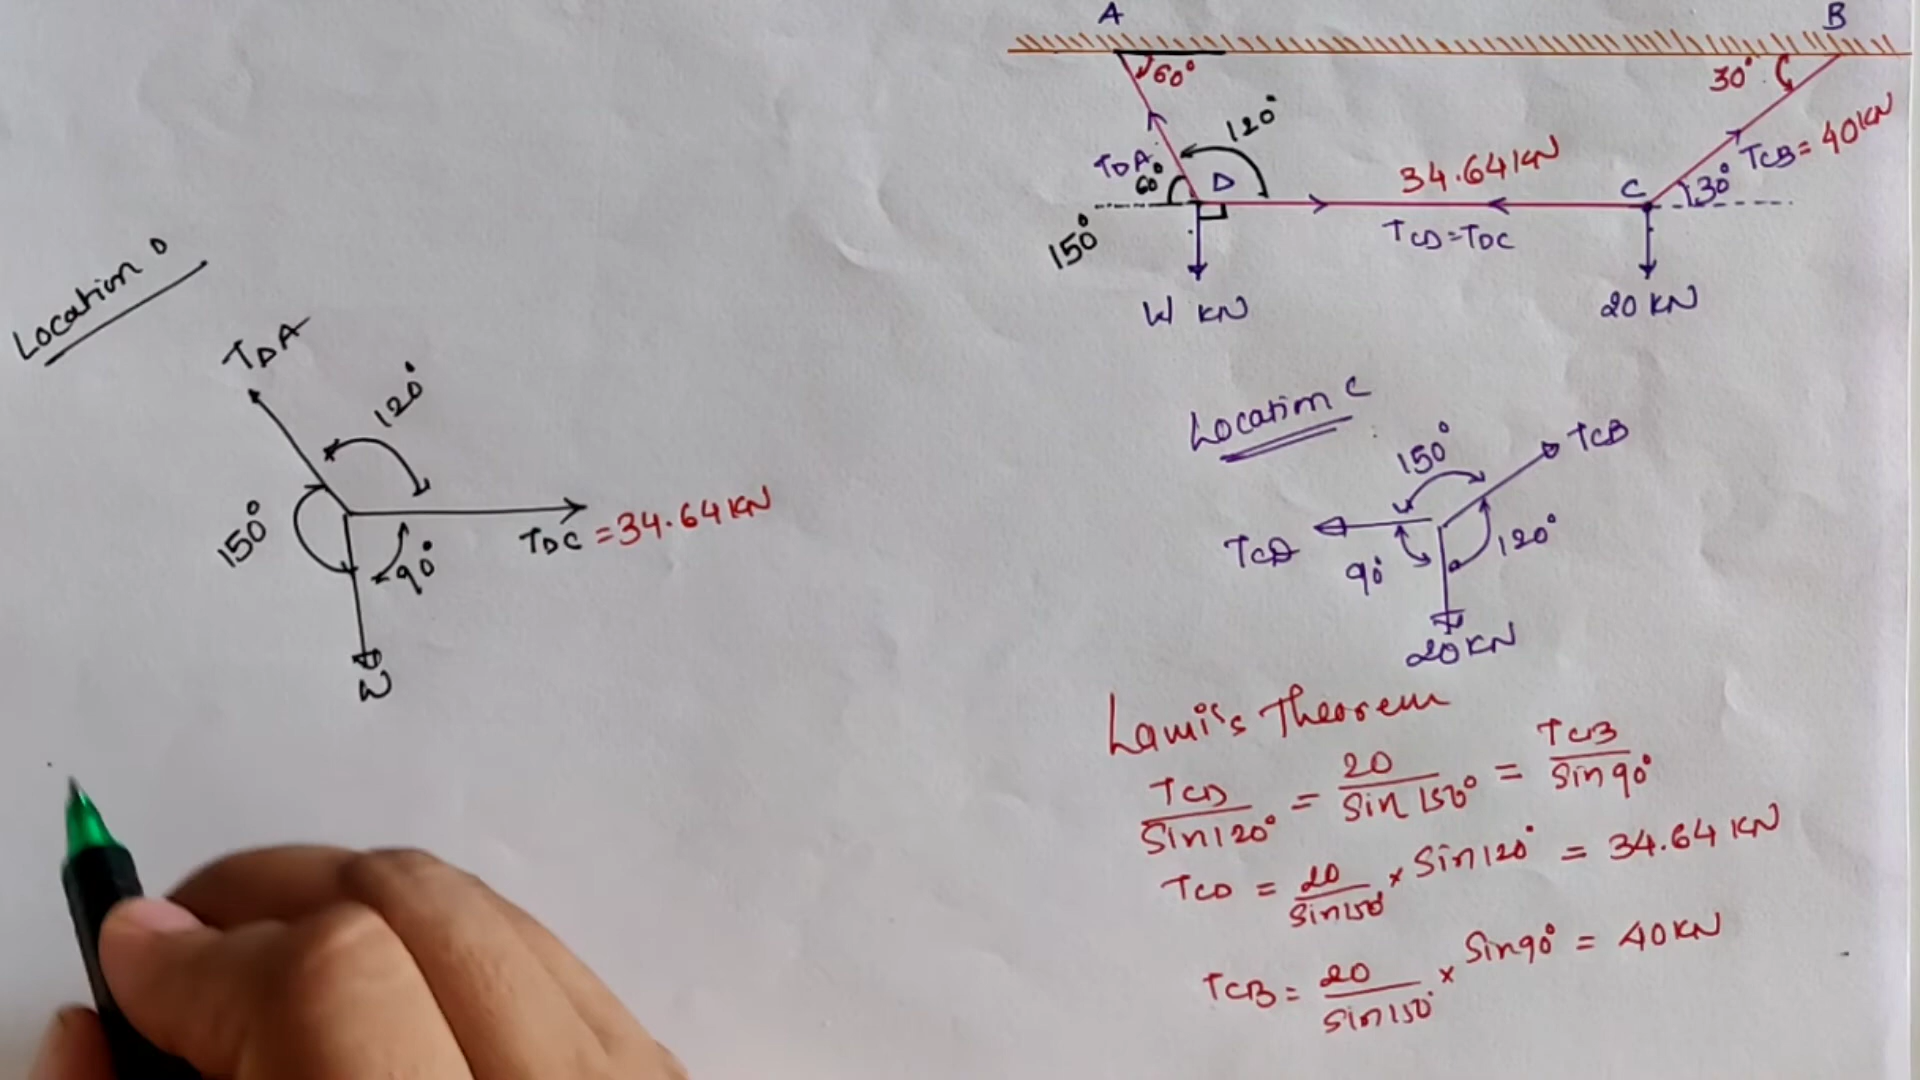 A
B
60°
30°
120°
TDA
60°
D
34.64KN
C
30°
TCB = 40KN
150°
TCD=TDC
W KN
20 KN
Location D
TDA
120°
150°
90°
TDC = 34.64KN
W
Location C
150°
TCB
TCD
90°
120°
20KN
Lami's Theorem
TCD/Sin120° = 20/Sin150° = TCB/Sin90°
TCD = 20/Sin150° × Sin120° = 34.64 KN
TCB = 20/Sin150° × Sin90° = 40KN